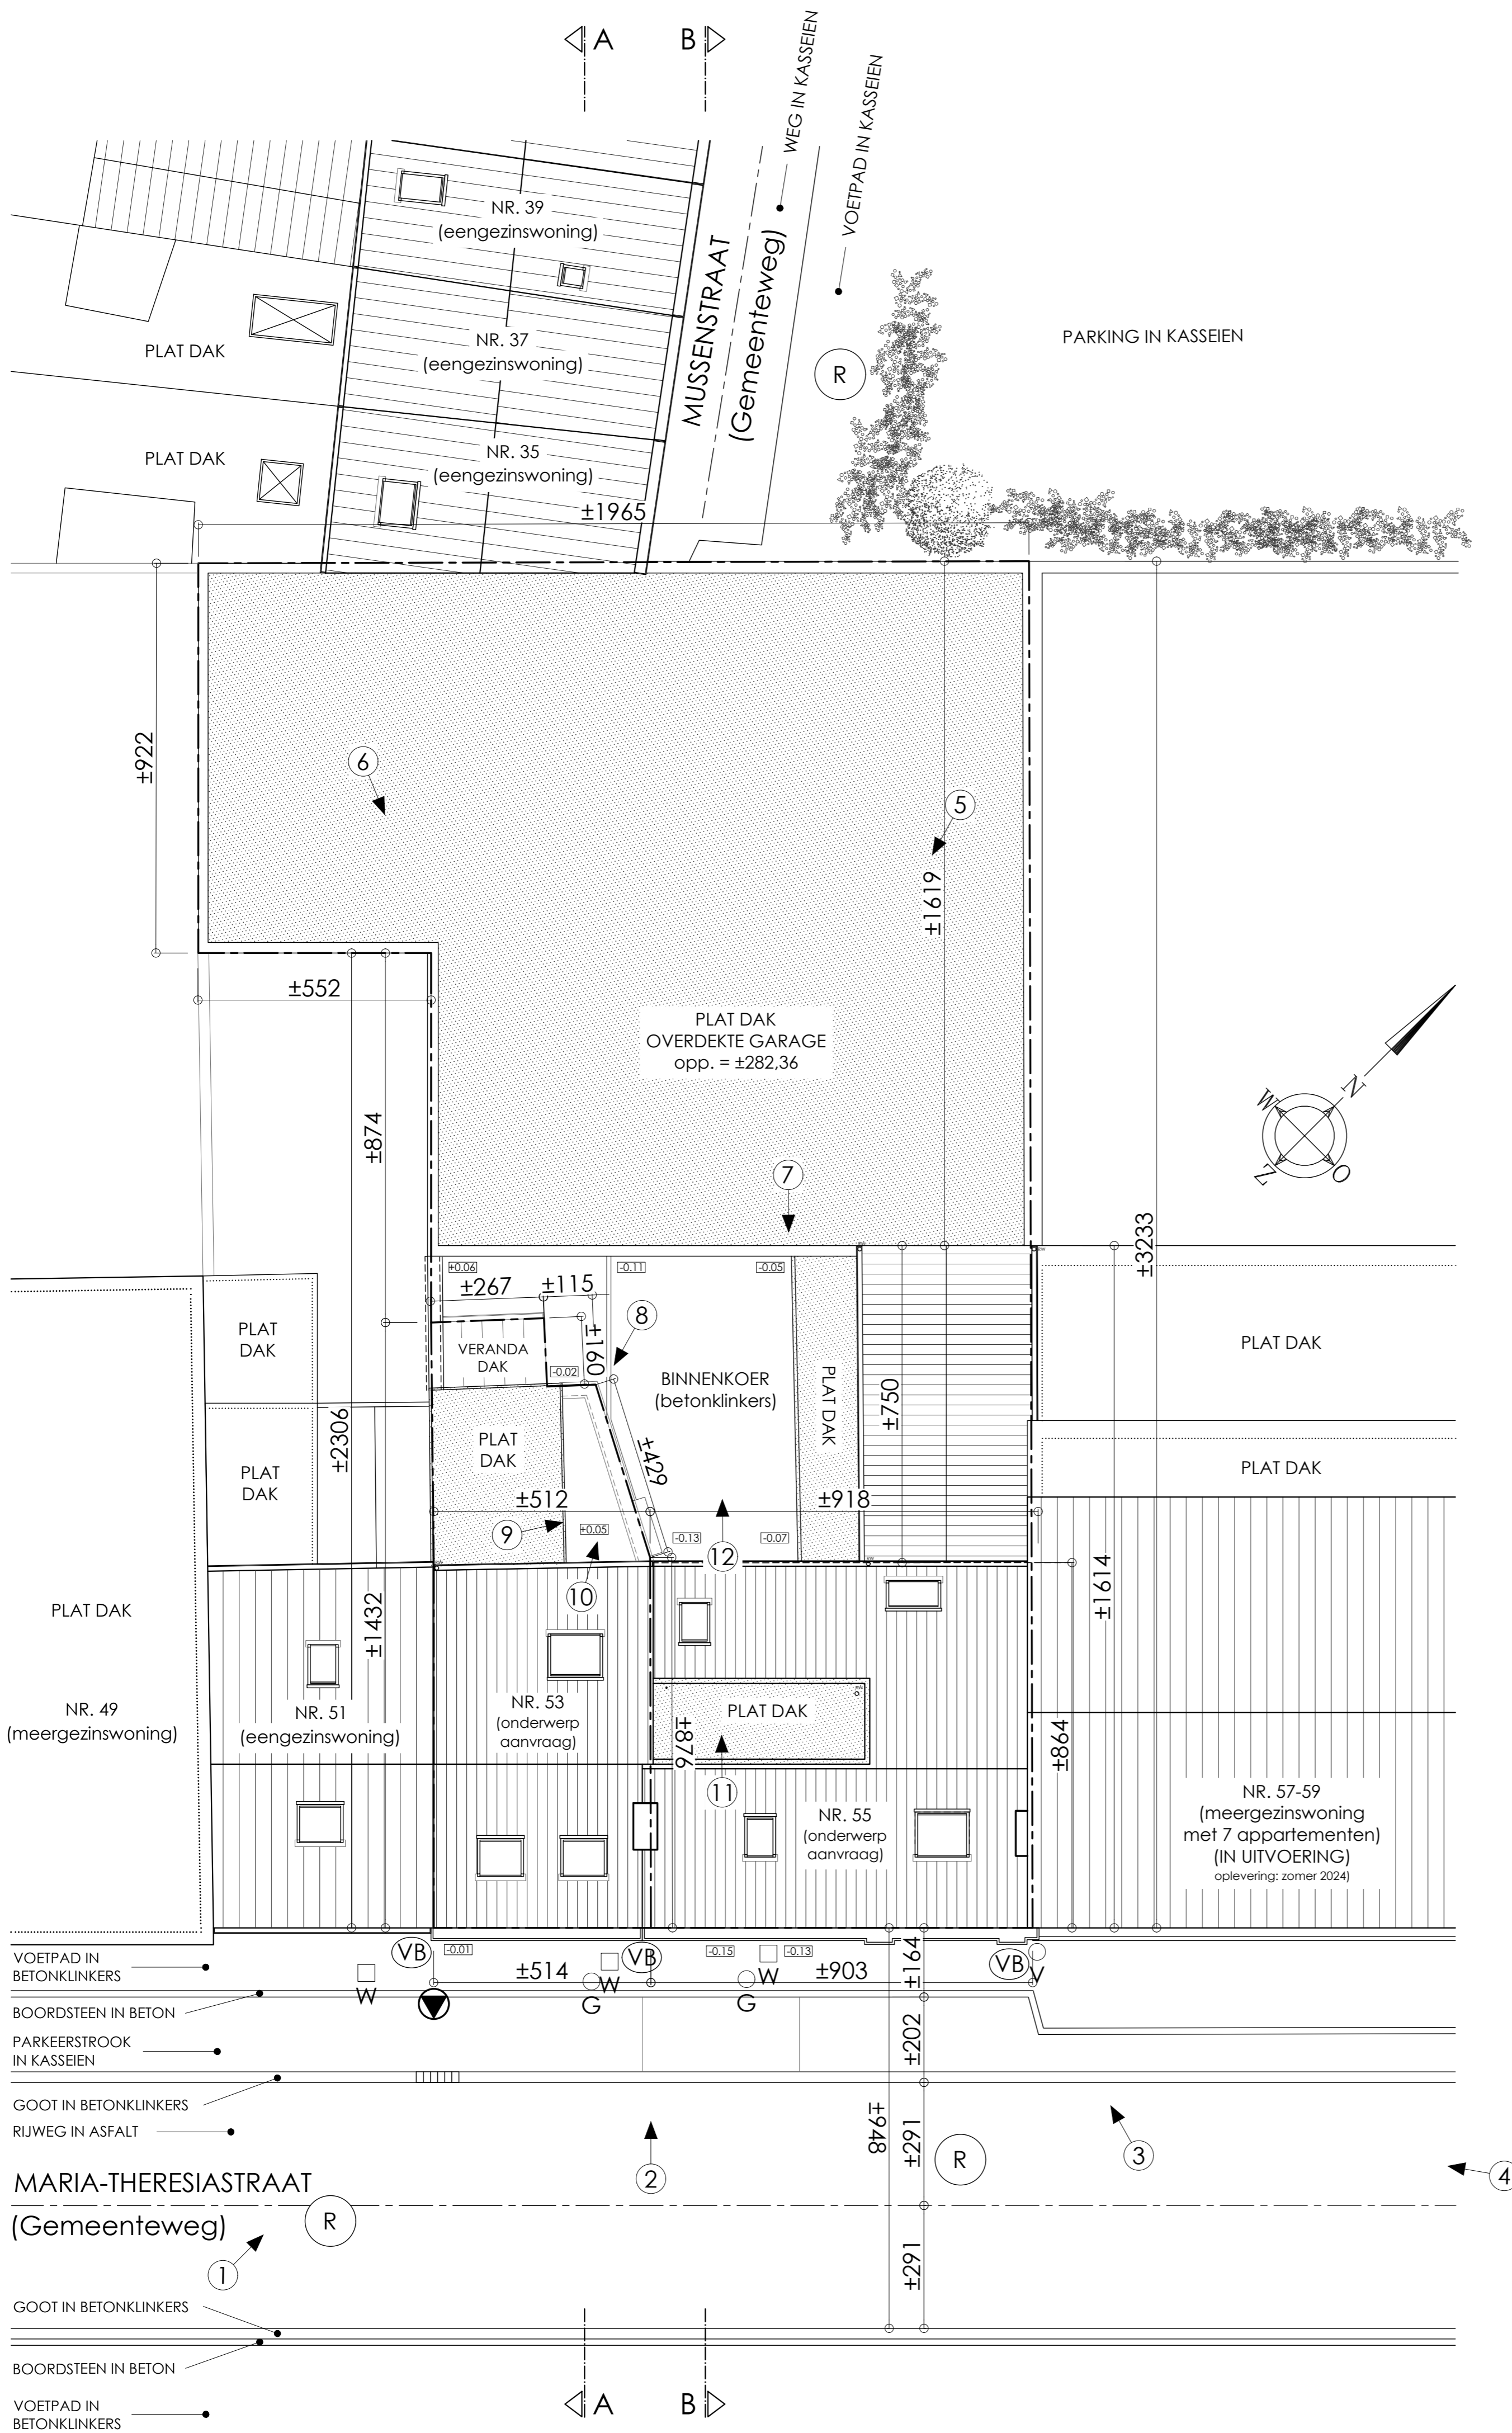 A
B
WEG IN KASSEIEN
VOETPAD IN KASSEIEN
NR. 39
(eengezinswoning)
MUSSENSTRAAT
(Gemeenteweg)
PARKING IN KASSEIEN
PLAT DAK
NR. 37
(eengezinswoning)
R
PLAT DAK
NR. 35
(eengezinswoning)
±1965
±922
6
5
±1619
±552
PLAT DAK
OVERDEKTE GARAGE
opp. = ±282,36
±874
N
W
O
Z
7
±3233
+0.06
-0.11
-0.05
±267
±115
8
PLAT
DAK
VERANDA
DAK
±160
-0.02
BINNENKOER
(betonklinkers)
PLAT DAK
±750
PLAT DAK
±2306
PLAT
DAK
±429
PLAT
DAK
PLAT DAK
±512
±918
9
+0.05
-0.13
-0.07
12
10
±1614
PLAT DAK
±1432
NR. 49
(meergezinswoning)
NR. 51
(eengezinswoning)
NR. 53
(onderwerp
aanvraag)
PLAT DAK
±876
±864
11
NR. 55
(onderwerp
aanvraag)
NR. 57-59
(meergezinswoning
met 7 appartementen)
(IN UITVOERING)
oplevering: zomer 2024)
VOETPAD IN
BETONKLINKERS
VB
-0.01
VB
-0.15
-0.13
VB
V
±164
W
±514
W
G
W
G
±903
BOORDSTEEN IN BETON
PARKEERSTROOK
IN KASSEIEN
±202
GOOT IN BETONKLINKERS
RIJWEG IN ASFALT
±948
±291
R
2
3
4
MARIA-THERESIASTRAAT
(Gemeenteweg)
R
1
±291
GOOT IN BETONKLINKERS
BOORDSTEEN IN BETON
VOETPAD IN
BETONKLINKERS
A
B